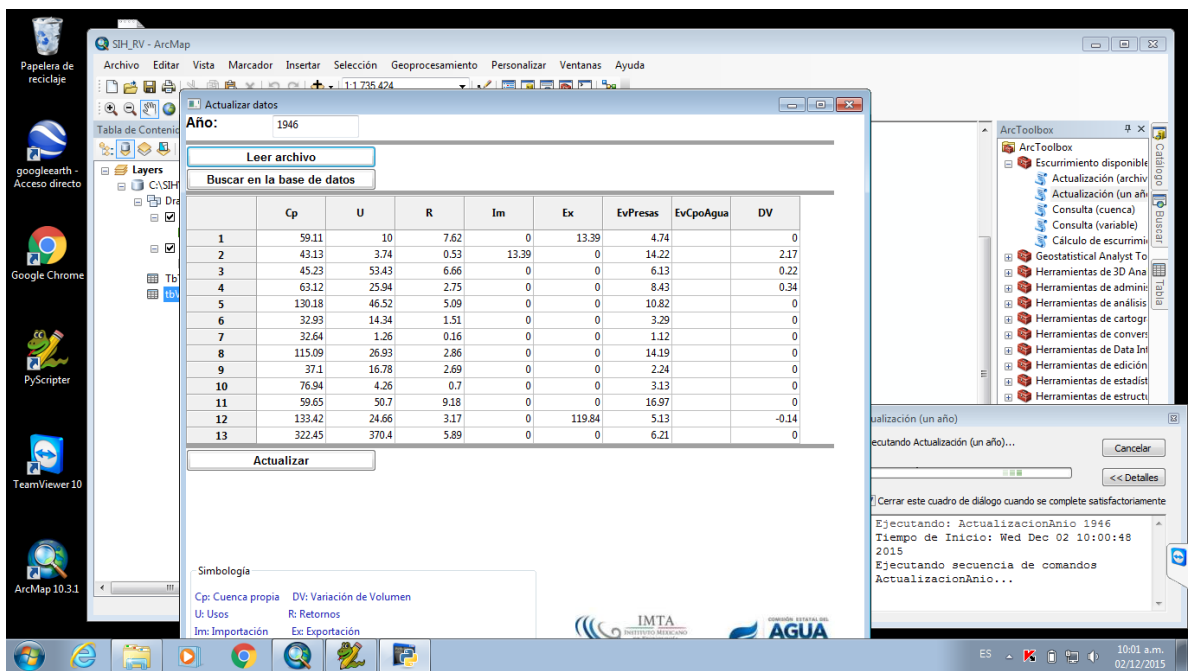 Papelera de reciclaje
googleearth - Acceso directo
Google Chrome
PyScripter
TeamViewer 10
ArcMap 10.3.1
SIH_RV - ArcMap
Archivo Editar Vista Marcador Insertar Selección Geoprocesamiento Personalizar Ventanas Ayuda
1:1 735 424
Tabla de Contenid
Layers
C:\SIH
Dra
Actualizar datos
Año: 1946
Leer archivo
Buscar en la base de datos
Cp U R Im Ex EvPresas EvCpoAgua DV
1 59.11 10 7.62 0 13.39 4.74 0
2 43.13 3.74 0.53 13.39 0 14.22 2.17
3 45.23 53.43 6.66 0 0 6.13 0.22
4 63.12 25.94 2.75 0 0 8.43 0.34
5 130.18 46.52 5.09 0 0 10.82 0
6 32.93 14.34 1.51 0 0 3.29 0
7 32.64 1.26 0.16 0 0 1.12 0
8 115.09 26.93 2.86 0 0 14.19 0
9 37.1 16.78 2.69 0 0 2.24 0
10 76.94 4.26 0.7 0 0 3.13 0
11 59.65 50.7 9.18 0 0 16.97 0
12 133.42 24.66 3.17 0 119.84 5.13 -0.14
13 322.45 370.4 5.89 0 0 6.21 0
Actualizar
Simbología
Cp: Cuenca propia DV: Variación de Volumen
U: Usos R: Retornos
Im: Importación Ex: Exportación
IMTA
INSTITUTO MEXICANO
COMISIÓN ESTATAL DEL
AGUA
ArcToolbox
ArcToolbox
Escurrimiento disponible
Actualización (archiv
Actualización (un añ
Consulta (cuenca)
Consulta (variable)
Cálculo de escurrimi
Geostatistical Analyst To
Herramientas de 3D Ana
Herramientas de adminis
Herramientas de análisis
Herramientas de cartogr
Herramientas de convers
Herramientas de Data Int
Herramientas de edición
Herramientas de estadíst
Herramientas de estructu
Catálogo
Buscar
Tabla
ualización (un año)
ecutando Actualización (un año)...
Cancelar
<< Detalles
Cerrar este cuadro de diálogo cuando se complete satisfactoriamente
Ejecutando: ActualizacionAnio 1946
Tiempo de Inicio: Wed Dec 02 10:00:48
2015
Ejecutando secuencia de comandos
ActualizacionAnio...
ES
10:01 a.m.
02/12/2015